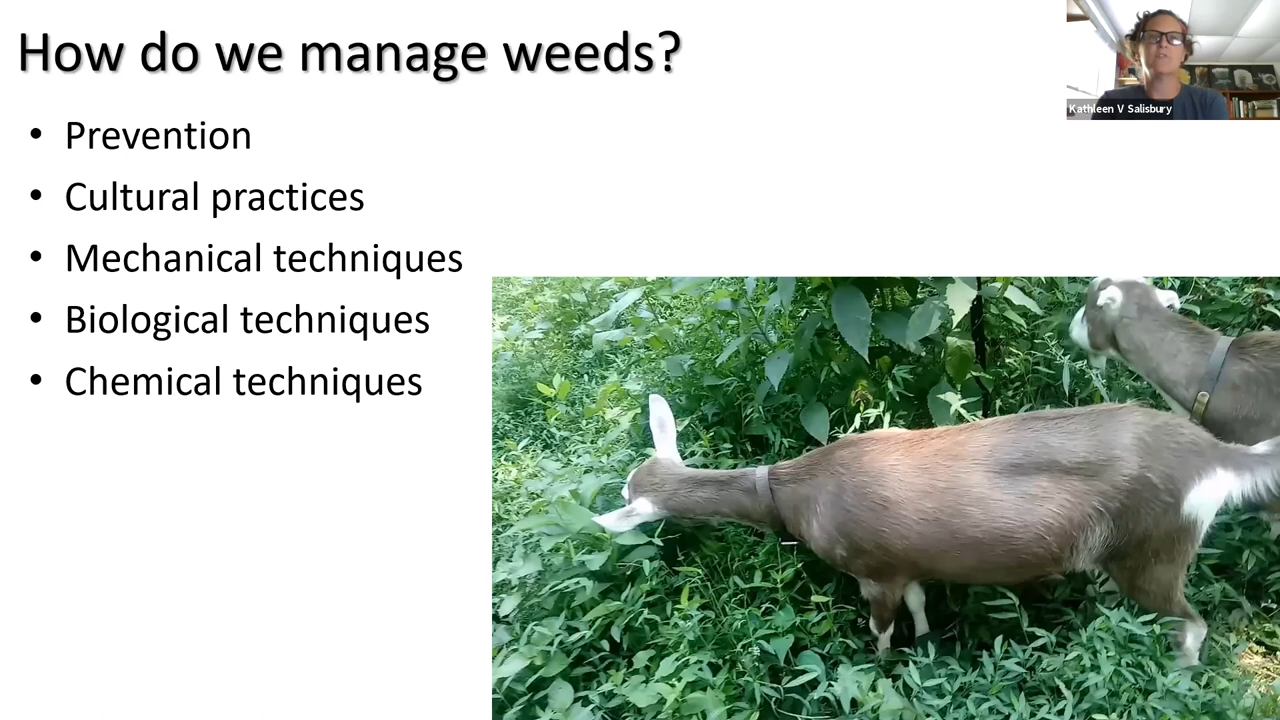 How do we manage weeds?
• Prevention
• Cultural practices
• Mechanical techniques
• Biological techniques
• Chemical techniques
Kathleen V Salisbury